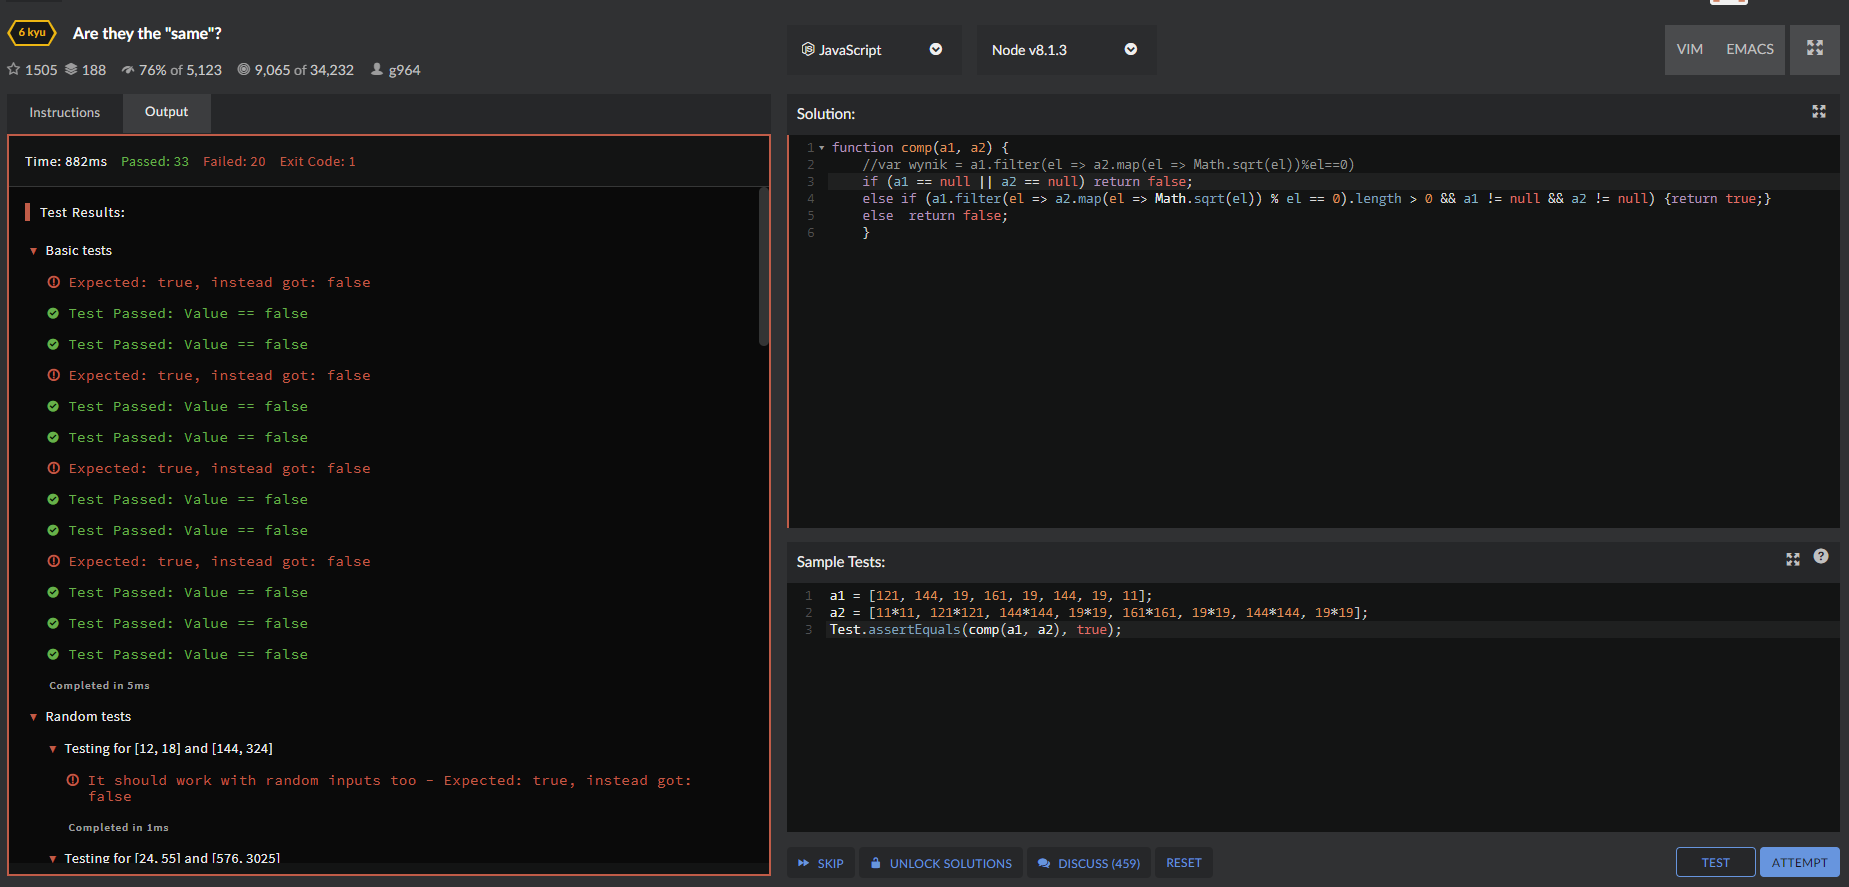 6 kyu
Are they the "same"?
1505 188 76% of 5,123 9,065 of 34,232 g964
JavaScript
Node v8.1.3
VIM EMACS
Instructions
Output
Time: 882ms Passed: 33 Failed: 20 Exit Code: 1
Test Results:
Basic tests
Expected: true, instead got: false
Test Passed: Value == false
Test Passed: Value == false
Expected: true, instead got: false
Test Passed: Value == false
Test Passed: Value == false
Expected: true, instead got: false
Test Passed: Value == false
Test Passed: Value == false
Expected: true, instead got: false
Test Passed: Value == false
Test Passed: Value == false
Test Passed: Value == false
Completed in 5ms
Random tests
Testing for [12, 18] and [144, 324]
It should work with random inputs too - Expected: true, instead got:
false
Completed in 1ms
Testing for [24, 55] and [576, 3025]
Solution:
1 function comp(a1, a2) {
2 //var wynik = a1.filter(el => a2.map(el => Math.sqrt(el))%el==0)
3 if (a1 == null || a2 == null) return false;
4 else if (a1.filter(el => a2.map(el => Math.sqrt(el)) % el == 0).length > 0 && a1 != null && a2 != null) {return true;}
5 else  return false;
6 }
Sample Tests:
1 a1 = [121, 144, 19, 161, 19, 144, 19, 11];
2 a2 = [11*11, 121*121, 144*144, 19*19, 161*161, 19*19, 144*144, 19*19];
3 Test.assertEquals(comp(a1, a2), true);
SKIP
UNLOCK SOLUTIONS
DISCUSS (459)
RESET
TEST
ATTEMPT